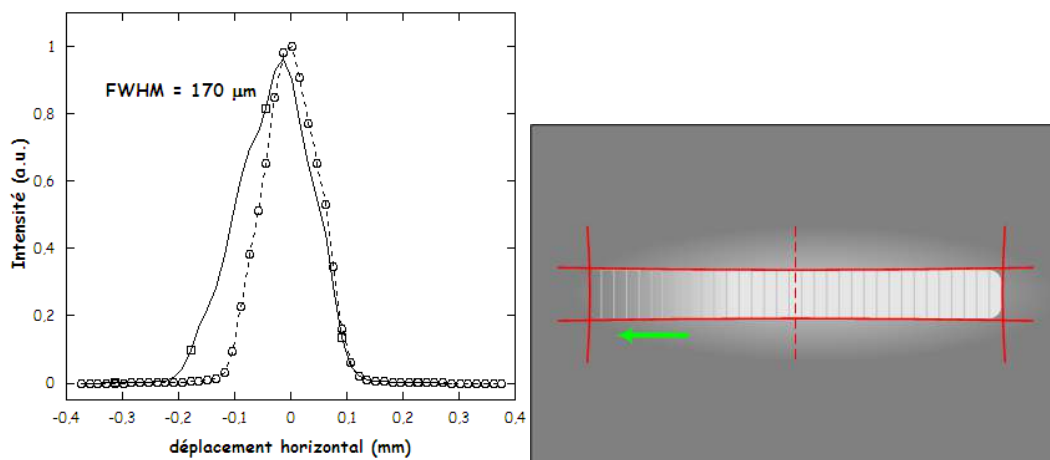 FWHM = 170 μm
Intensité (a.u.)
1
0,8
0,6
0,4
0,2
0
-0,4 -0,3 -0,2 -0,1 0 0,1 0,2 0,3 0,4
déplacement horizontal (mm)